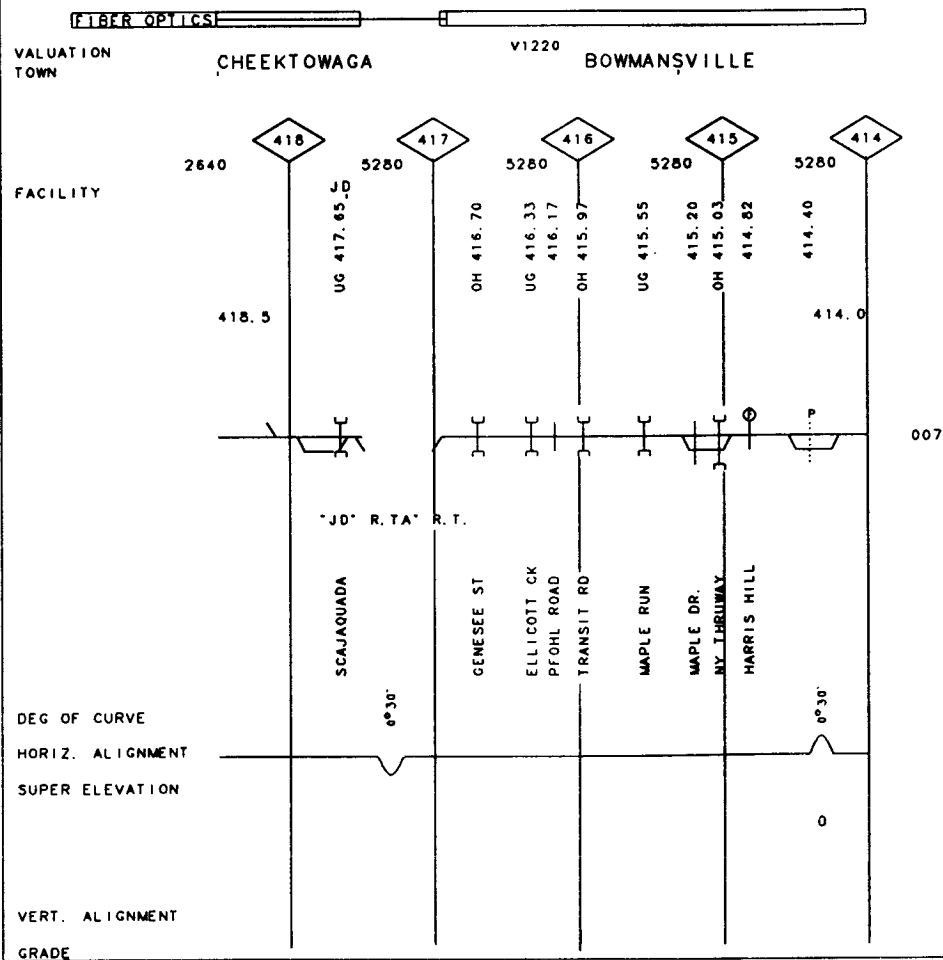 FIBER OPTICS
VALUATION V1220
TOWN CHEEKTOWAGA BOWMANSVILLE
418 417 416 415 414
2640 5280 5280 5280 5280
FACILITY
JD
UG 417.65
OH 416.70
UG 416.33
416.17
OH 415.97
UG 415.55
415.20
OH 415.03
414.82
414.40
418.5 414.0
P P
007
"JD" R.TA" R.T.
SCAJAQUADA
GENESEE ST
ELLICOTT CK
PFOHL ROAD
TRANSIT RD
MAPLE RUN
MAPLE DR.
NY THRUWAY
HARRIS HILL
DEG OF CURVE 0°30' 0°30'
HORIZ. ALIGNMENT
SUPER ELEVATION
0
VERT. ALIGNMENT
GRADE